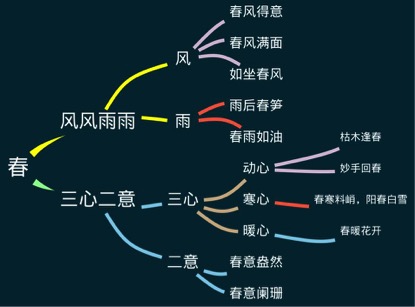 春
风风雨雨
风
春风得意
春风满面
如坐春风
雨
雨后春笋
春雨如油
三心二意
三心
动心
枯木逢春
妙手回春
寒心
春寒料峭，阳春白雪
暖心
春暖花开
二意
春意盎然
春意阑珊